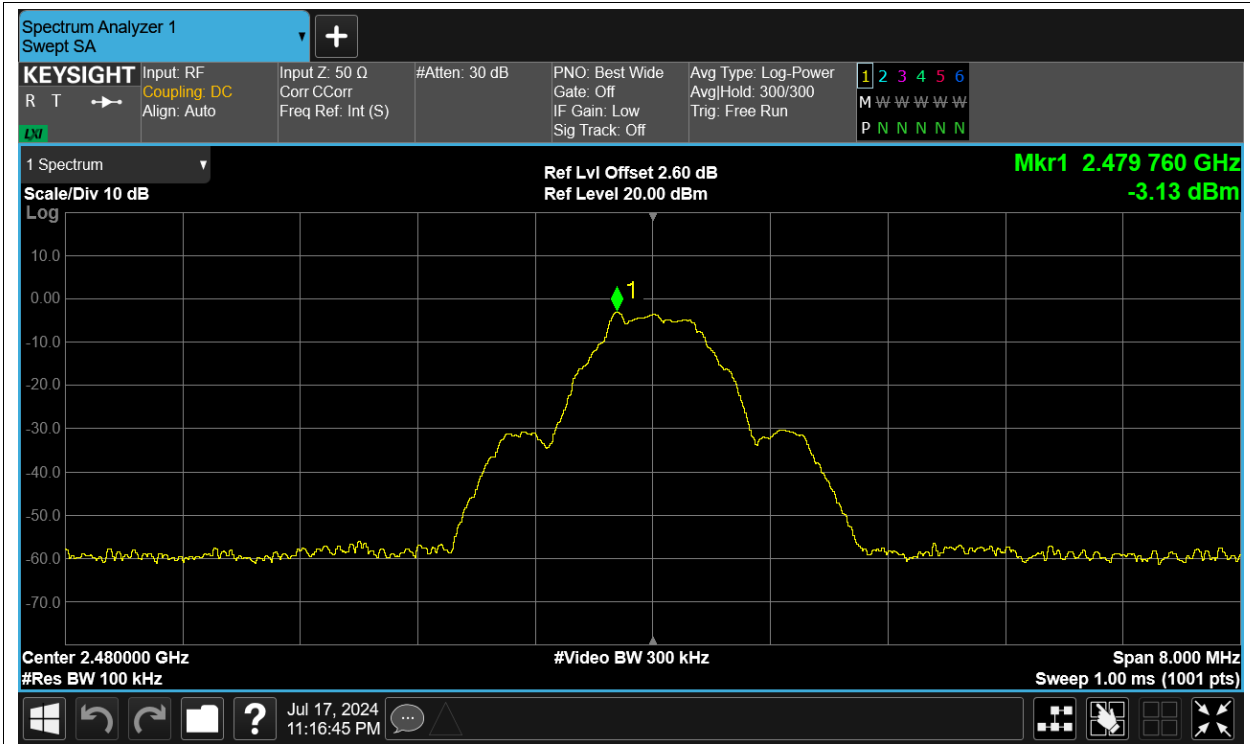 Spectrum Analyzer 1
Swept SA
KEYSIGHT
R T
LXI
Input: RF
Coupling: DC
Align: Auto
Input Z: 50 Ω
Corr CCorr
Freq Ref: Int (S)
#Atten: 30 dB
PNO: Best Wide
Gate: Off
IF Gain: Low
Sig Track: Off
Avg Type: Log-Power
Avg|Hold: 300/300
Trig: Free Run
1 2 3 4 5 6
M W W W W W
P N N N N N
1 Spectrum
Scale/Div 10 dB
Log
Ref Lvl Offset 2.60 dB
Ref Level 20.00 dBm
Mkr1 2.479 760 GHz
-3.13 dBm
10.0
0.00
-10.0
-20.0
-30.0
-40.0
-50.0
-60.0
-70.0
1
Center 2.480000 GHz
#Res BW 100 kHz
#Video BW 300 kHz
Span 8.000 MHz
Sweep 1.00 ms (1001 pts)
?
Jul 17, 2024
11:16:45 PM